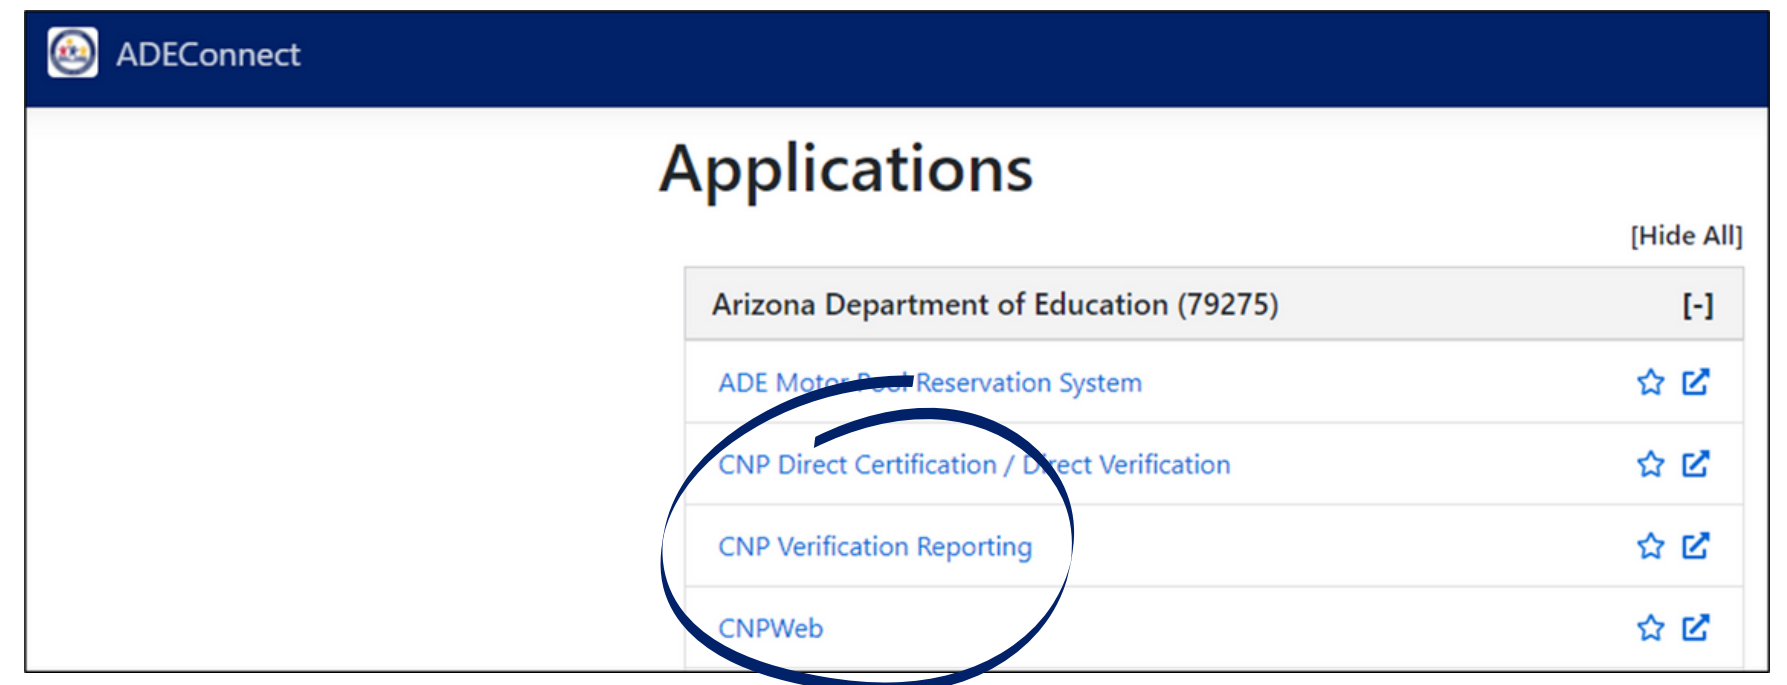 ADEConnect
Applications
[Hide All]
Arizona Department of Education (79275) [-]
ADE Motor Pool Reservation System
CNP Direct Certification / Direct Verification
CNP Verification Reporting
CNPWeb